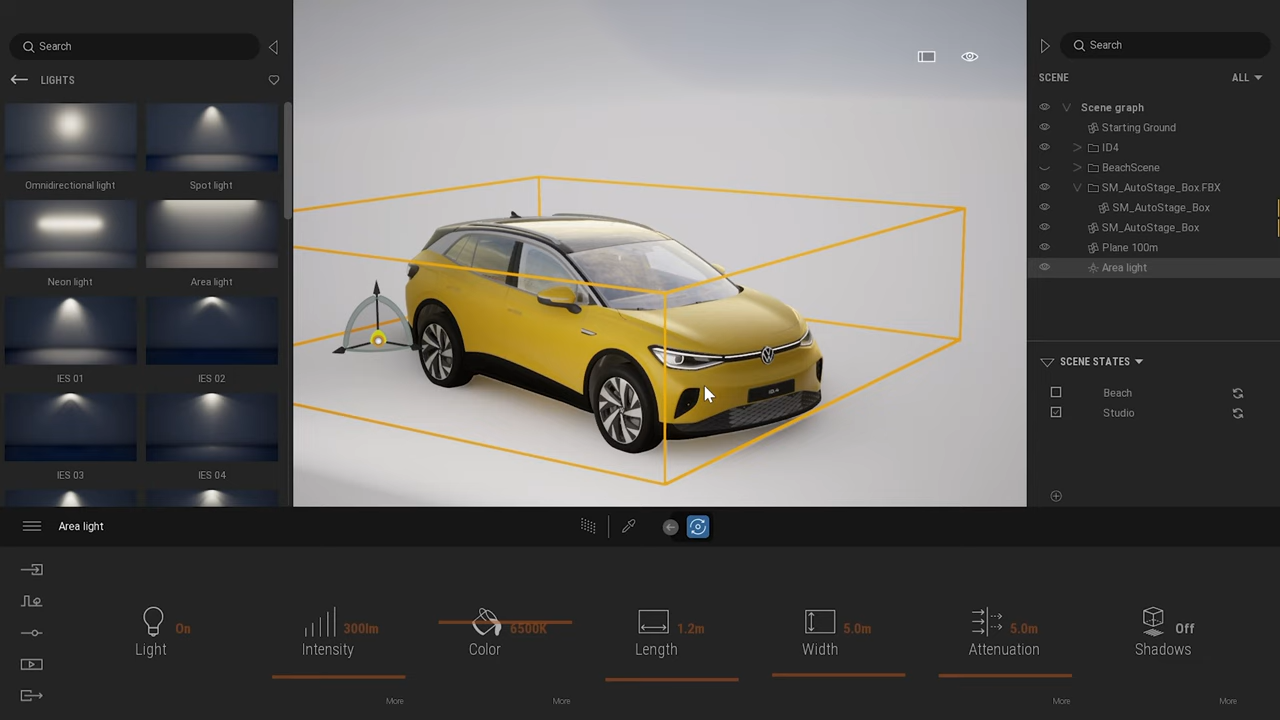 Search
LIGHTS
Omnidirectional light
Spot light
Neon light
Area light
IES 01
IES 02
IES 03
IES 04
Search
SCENE
ALL
Scene graph
Starting Ground
ID4
BeachScene
SM_AutoStage_Box.FBX
SM_AutoStage_Box
SM_AutoStage_Box
Plane 100m
Area light
SCENE STATES
Beach
Studio
Area light
Light
On
Intensity
300lm
More
Color
6500K
More
Length
1.2m
Width
5.0m
Attenuation
5.0m
More
Shadows
Off
More